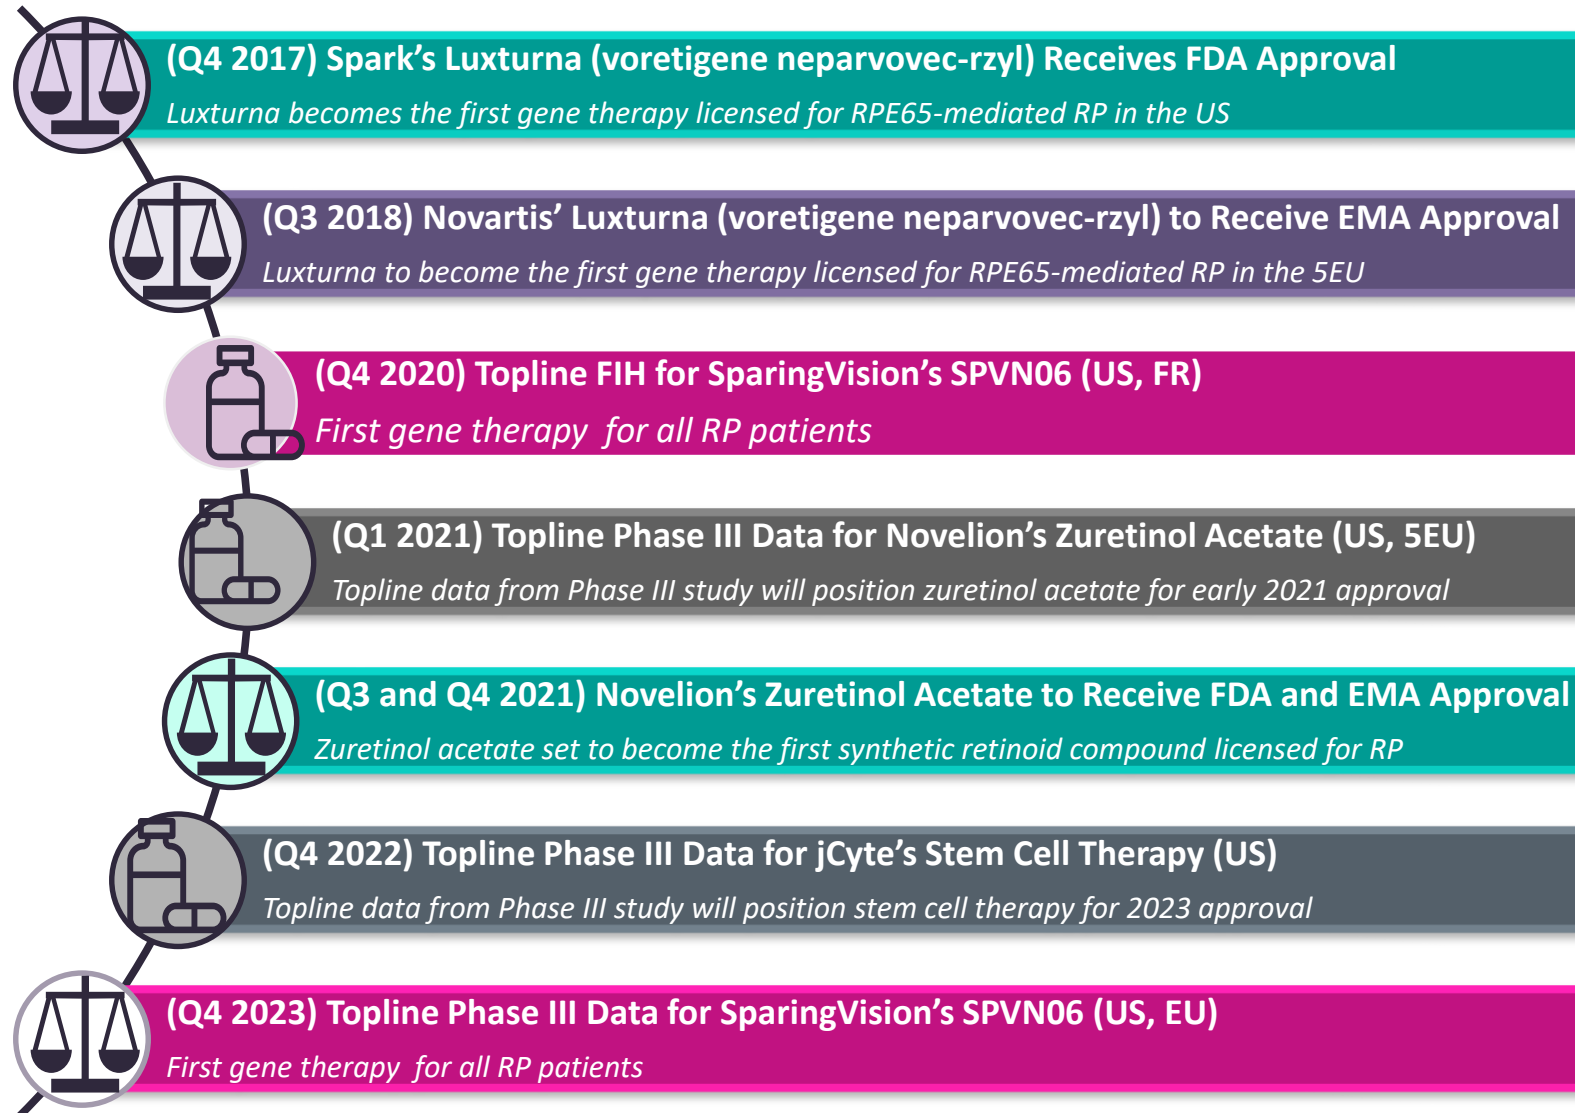 (Q4 2017) Spark’s Luxturna (voretigene neparvovec-rzyl) Receives FDA Approval
Luxturna becomes the first gene therapy licensed for RPE65-mediated RP in the US
(Q3 2018) Novartis’ Luxturna (voretigene neparvovec-rzyl) to Receive EMA Approval
Luxturna to become the first gene therapy licensed for RPE65-mediated RP in the 5EU
(Q4 2020) Topline FIH for SparingVision’s SPVN06 (US, FR)
First gene therapy  for all RP patients
(Q1 2021) Topline Phase III Data for Novelion’s Zuretinol Acetate (US, 5EU)
Topline data from Phase III study will position zuretinol acetate for early 2021 approval
(Q3 and Q4 2021) Novelion’s Zuretinol Acetate to Receive FDA and EMA Approval
Zuretinol acetate set to become the first synthetic retinoid compound licensed for RP
(Q4 2022) Topline Phase III Data for jCyte’s Stem Cell Therapy (US)
Topline data from Phase III study will position stem cell therapy for 2023 approval
(Q4 2023) Topline Phase III Data for SparingVision’s SPVN06 (US, EU)
First gene therapy  for all RP patients